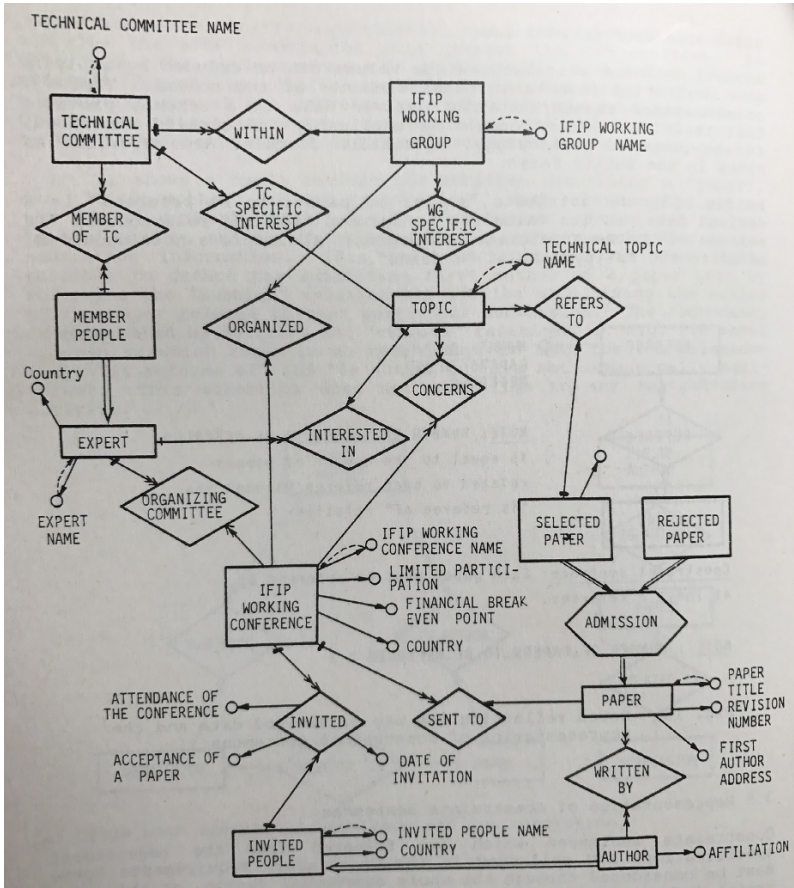 TECHNICAL COMMITTEE NAME
TECHNICAL
COMMITTEE
WITHIN
IFIP
WORKING
GROUP
IFIP WORKING
GROUP NAME
MEMBER
OF TC
TC
SPECIFIC
INTEREST
WG
SPECIFIC
INTEREST
TECHNICAL TOPIC
NAME
MEMBER
PEOPLE
ORGANIZED
TOPIC
REFERS
TO
Country
CONCERNS
EXPERT
INTERESTED
IN
EXPERT
NAME
ORGANIZING
COMMITTEE
SELECTED
PAPER
REJECTED
PAPER
IFIP
WORKING
CONFERENCE
IFIP WORKING
CONFERENCE NAME
LIMITED PARTICI-
PATION
FINANCIAL BREAK
EVEN POINT
COUNTRY
ADMISSION
ATTENDANCE OF
THE CONFERENCE
INVITED
SENT TO
PAPER
PAPER
TITLE
REVISION
NUMBER
ACCEPTANCE OF
A PAPER
DATE OF
INVITATION
FIRST
AUTHOR
ADDRESS
WRITTEN
BY
INVITED
PEOPLE
INVITED PEOPLE NAME
COUNTRY
AUTHOR
AFFILIATION